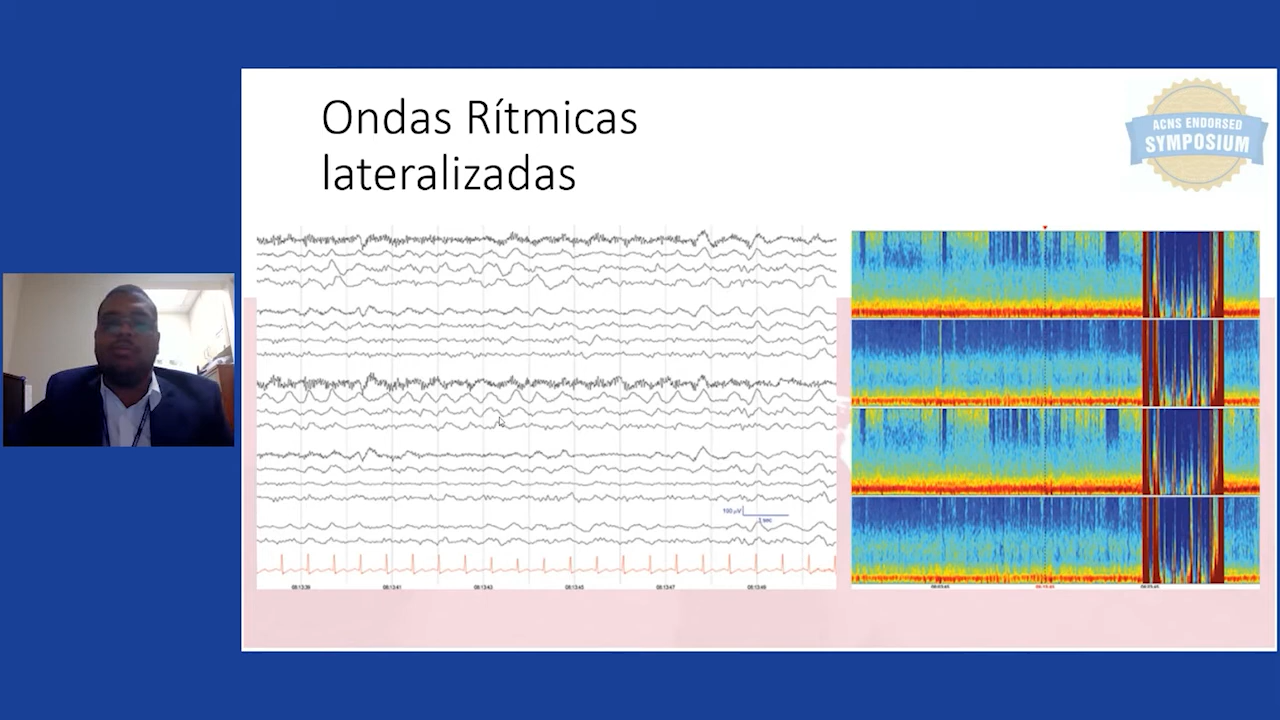 Ondas Rítmicas
lateralizadas
ACNS ENDORSED
SYMPOSIUM
100 µV
1 sec